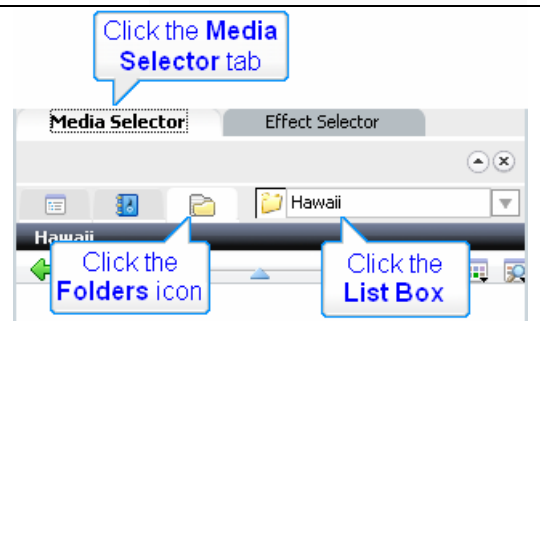 Click the Media
Selector tab
Media Selector
Effect Selector
Hawaii
Hawaii
Click the
Folders icon
Click the
List Box